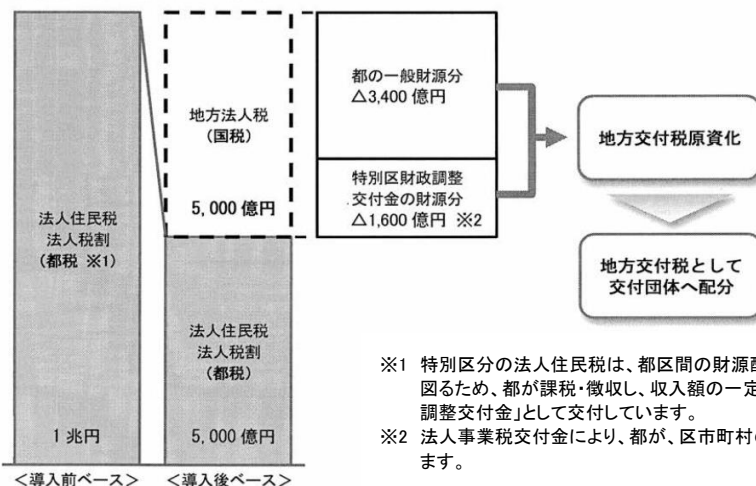 法人住民税
法人税割
(都税 ※1)
1 兆円
<導入前ベース>
地方法人税
(国税)
5,000 億円
法人住民税
法人税割
(都税)
5,000 億円
<導入後ベース>
都の一般財源分
△3,400 億円
特別区財政調整
交付金の財源分
△1,600 億円 ※2
地方交付税原資化
地方交付税として
交付団体へ配分
※1 特別区分の法人住民税は、都区間の財源配
図るため、都が課税・徴収し、収入額の一定
調整交付金」として交付しています。
※2 法人事業税交付金により、都が、区市町村の
ます。